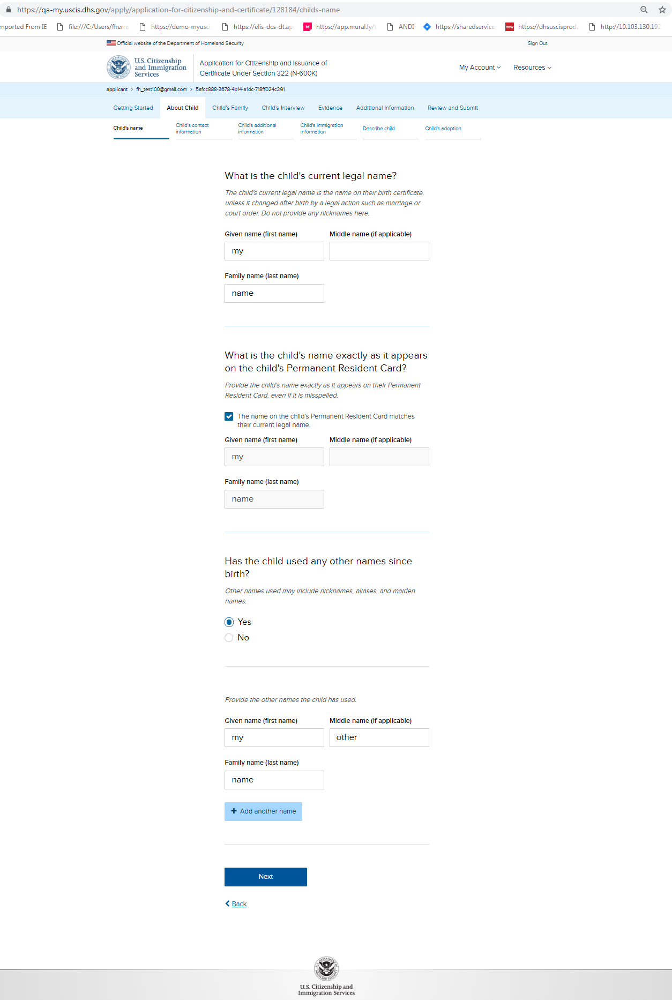 https://qa-my.uscis.dhs.gov/apply/application-for-citizenship-and-certificate/128184/childs-name
mported From IE file:///C:/Users/fherre https://demo-myusci https://elis-dcs-dt.ap https://app.mural.ly/t ANDI https://sharedservice now https://dhsuscisprod. http://10.103.130.192
Official website of the Department of Homeland Security Sign Out
U.S. Citizenship
and Immigration
Services
Application for Citizenship and Issuance of
Certificate Under Section 322 (N-600K)
My Account Resources
applicant > fh_test100@gmail.com > 5afcc888-3678-4b14-a1dc-718ff024c291
Getting Started About Child Child's Family Child's Interview Evidence Additional Information Review and Submit
Child's name
Child's contact
information
Child's additional
information
Child's immigration
information
Describe child
Child's adoption
What is the child's current legal name?
The child's current legal name is the name on their birth certificate,
unless it changed after birth by a legal action such as marriage or
court order. Do not provide any nicknames here.
Given name (first name) Middle name (if applicable)
my
Family name (last name)
name
What is the child's name exactly as it appears
on the child's Permanent Resident Card?
Provide the child's name exactly as it appears on their Permanent
Resident Card, even if it is misspelled.
The name on the child's Permanent Resident Card matches
their current legal name.
Given name (first name) Middle name (if applicable)
my
Family name (last name)
name
Has the child used any other names since
birth?
Other names used may include nicknames, aliases, and maiden
names.
Yes
No
Provide the other names the child has used.
Given name (first name) Middle name (if applicable)
my other
Family name (last name)
name
+ Add another name
Next
Back
U.S. Citizenship and
Immigration Services